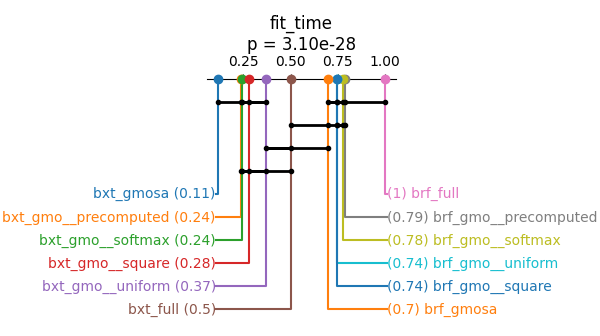 fit_time
p = 3.10e-28
0.25 0.50 0.75 1.00
bxt_gmosa (0.11)
bxt_gmo__precomputed (0.24)
bxt_gmo__softmax (0.24)
bxt_gmo__square (0.28)
bxt_gmo__uniform (0.37)
bxt_full (0.5)
(1) brf_full
(0.79) brf_gmo__precomputed
(0.78) brf_gmo__softmax
(0.74) brf_gmo__uniform
(0.74) brf_gmo__square
(0.7) brf_gmosa